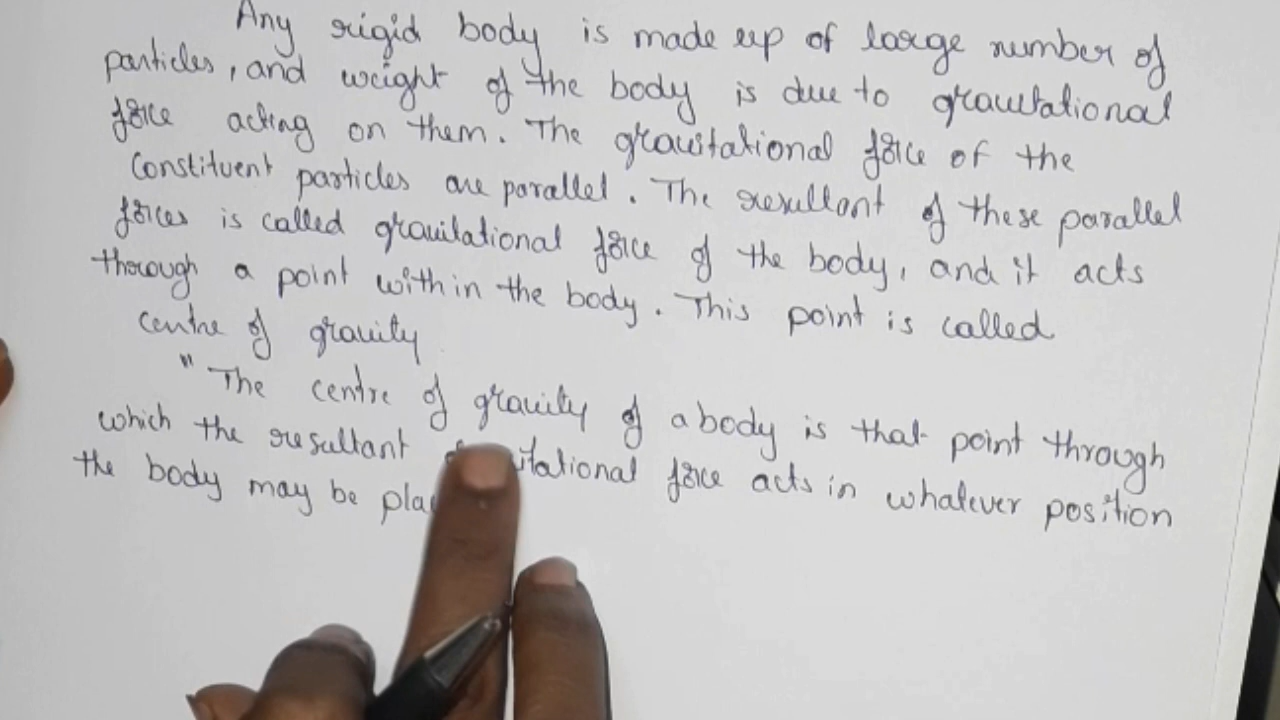 Any rigid body is made up of large number of
particles, and weight of the body is due to gravitational
force acting on them. The gravitational force of the
constituent particles are parallel. The resultant of these parallel
forces is called gravitational force of the body, and it acts
through a point within the body. This point is called
centre of gravity
"The centre of gravity of a body is that point through
which the resultant force acts in whatever position
the body may be